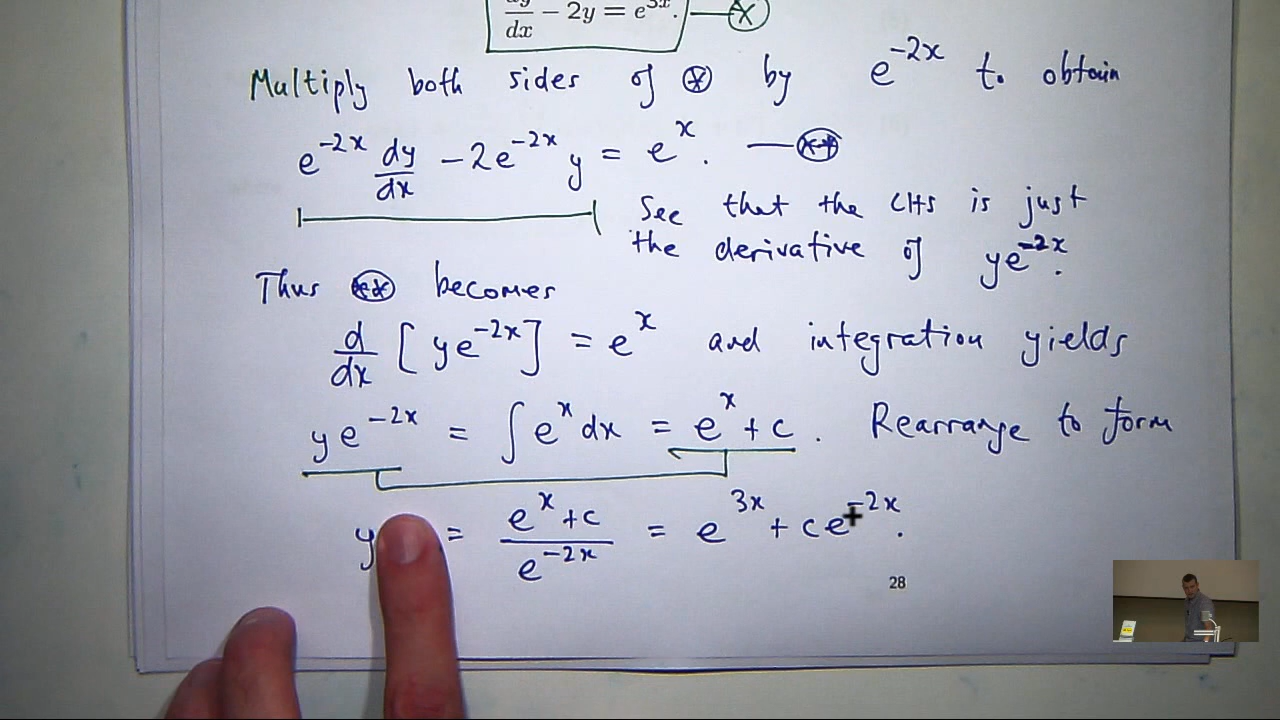 dy/dx − 2y = e^{3x}. — ⊛
Multiply both sides of ⊛ by e^{-2x} to obtain
e^{-2x} dy/dx − 2e^{-2x} y = e^x. — (**)
See that the LHS is just
the derivative of ye^{-2x}.
Thus (**) becomes
d/dx [ye^{-2x}] = e^x and integration yields
ye^{-2x} = ∫ e^x dx = e^x + c. Rearrange to form
y = (e^x + c)/e^{-2x} = e^{3x} + ce^{-2x}.
28